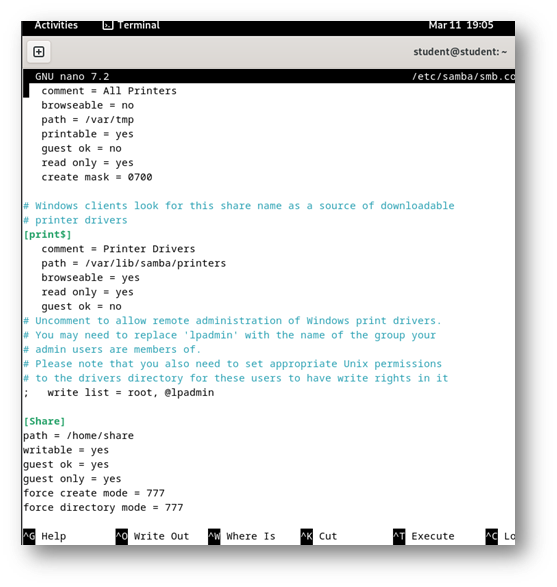 Activities Terminal Mar 11 19:05
student@student: ~
GNU nano 7.2 /etc/samba/smb.co
comment = All Printers
browseable = no
path = /var/tmp
printable = yes
guest ok = no
read only = yes
create mask = 0700
# Windows clients look for this share name as a source of downloadable
# printer drivers
[print$]
comment = Printer Drivers
path = /var/lib/samba/printers
browseable = yes
read only = yes
guest ok = no
# Uncomment to allow remote administration of Windows print drivers.
# You may need to replace 'lpadmin' with the name of the group your
# admin users are members of.
# Please note that you also need to set appropriate Unix permissions
# to the drivers directory for these users to have write rights in it
; write list = root, @lpadmin
[Share]
path = /home/share
writable = yes
guest ok = yes
guest only = yes
force create mode = 777
force directory mode = 777
^G Help ^O Write Out ^W Where Is ^K Cut ^T Execute ^C Lo